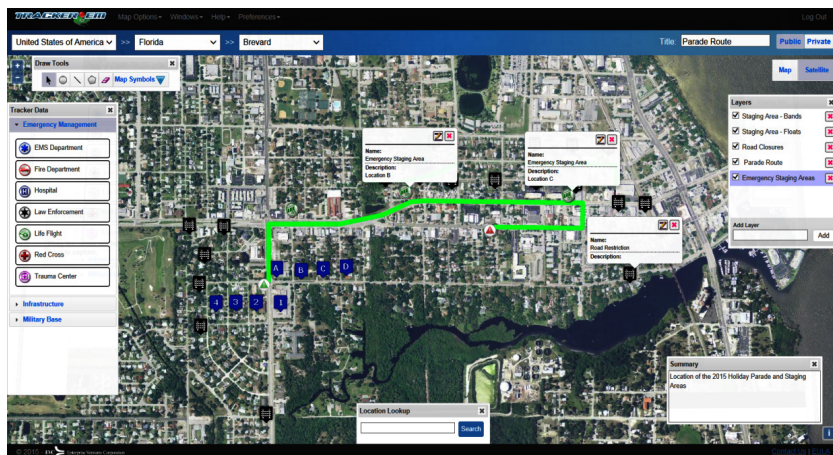 TRACKER EM Map Options Windows Help Preferences Log Out
United States of America >> Florida >> Brevard Title: Parade Route Public Private
Draw Tools
Map Symbols
Map Satellite
Tracker Data
Emergency Management
EMS Department
Fire Department
Hospital
Law Enforcement
Life Flight
Red Cross
Trauma Center
Infrastructure
Military Base
Name:
Emergency Staging Area
Description:
Location B
Name:
Emergency Staging Area
Description:
Location C
Name:
Road Restriction
Description:
A B C D
4 3 2 1
Layers
Staging Area - Bands
Staging Area - Floats
Road Closures
Parade Route
Emergency Staging Areas
Add Layer
Add
Summary
Location of the 2015 Holiday Parade and Staging
Areas
Location Lookup
Search
© 2015 -